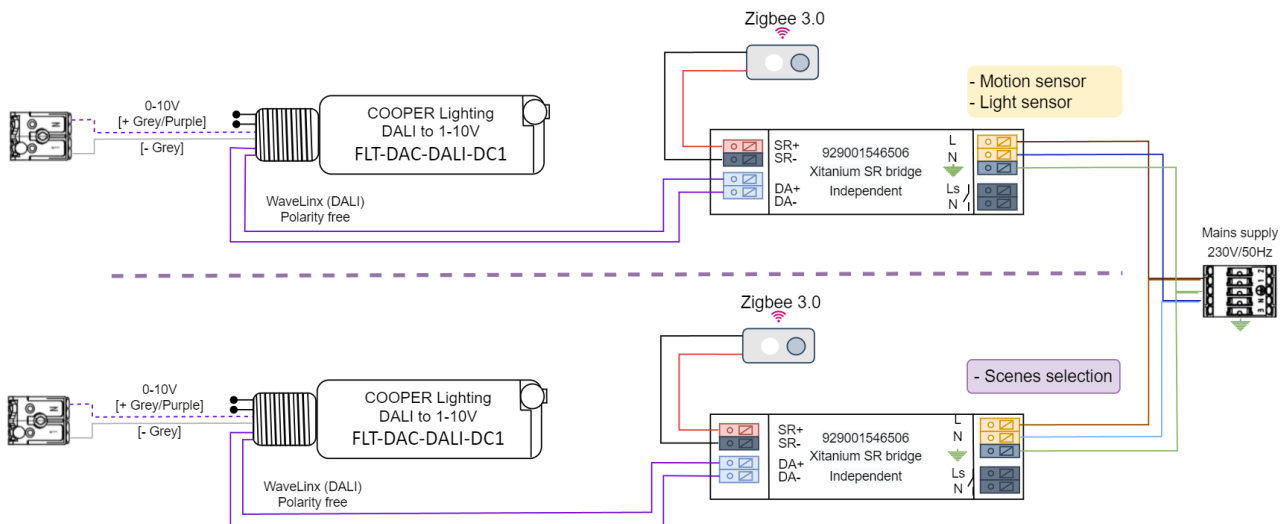 Zigbee 3.0
- Motion sensor
- Light sensor
0-10V
[+ Grey/Purple]
[- Grey]
COOPER Lighting
DALI to 1-10V
FLT-DAC-DALI-DC1
WaveLinx (DALI)
Polarity free
SR+
SR-
DA+
DA-
929001546506
Xitanium SR bridge
Independent
L
N
Ls
N
Mains supply
230V/50Hz
Zigbee 3.0
- Scenes selection
0-10V
[+ Grey/Purple]
[- Grey]
COOPER Lighting
DALI to 1-10V
FLT-DAC-DALI-DC1
WaveLinx (DALI)
Polarity free
SR+
SR-
DA+
DA-
929001546506
Xitanium SR bridge
Independent
L
N
Ls
N